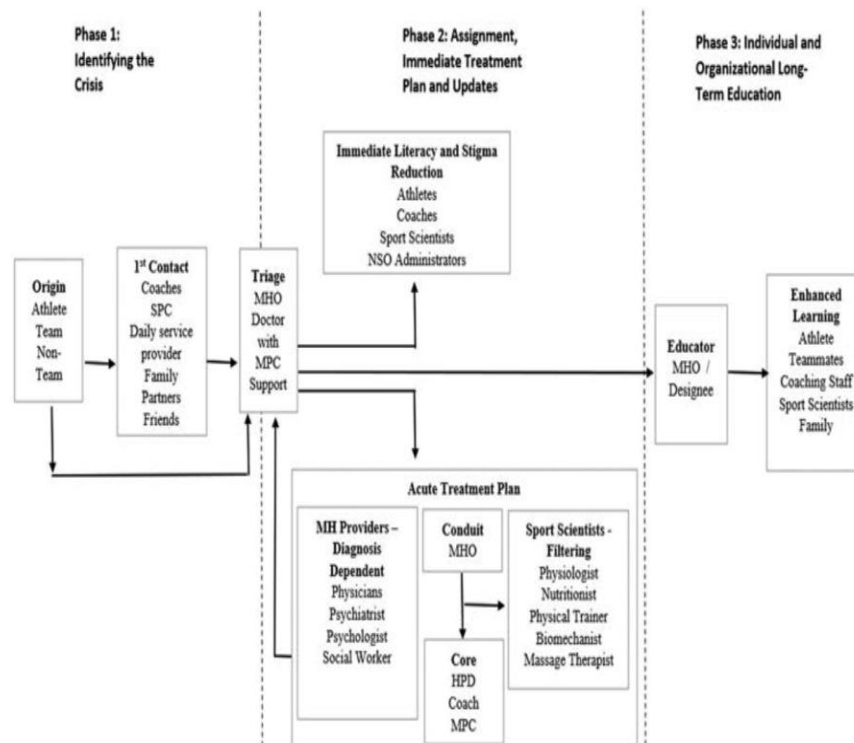 Phase 1:
Identifying the
Crisis
Phase 2: Assignment,
Immediate Treatment
Plan and Updates
Phase 3: Individual and
Organizational Long-
Term Education
Immediate Literacy and Stigma
Reduction
Athletes
Coaches
Sport Scientists
NSO Administrators
Origin
Athlete
Team
Non-
Team
1st Contact
Coaches
SPC
Daily service
provider
Family
Partners
Friends
Triage
MHO
Doctor
with
MPC
Support
Educator
MHO /
Designee
Enhanced
Learning
Athlete
Teammates
Coaching Staff
Sport Scientists
Family
Acute Treatment Plan
MH Providers –
Diagnosis
Dependent
Physicians
Psychiatrist
Psychologist
Social Worker
Conduit
MHO
Core
HPD
Coach
MPC
Sport Scientists -
Filtering
Physiologist
Nutritionist
Physical Trainer
Biomechanist
Massage Therapist